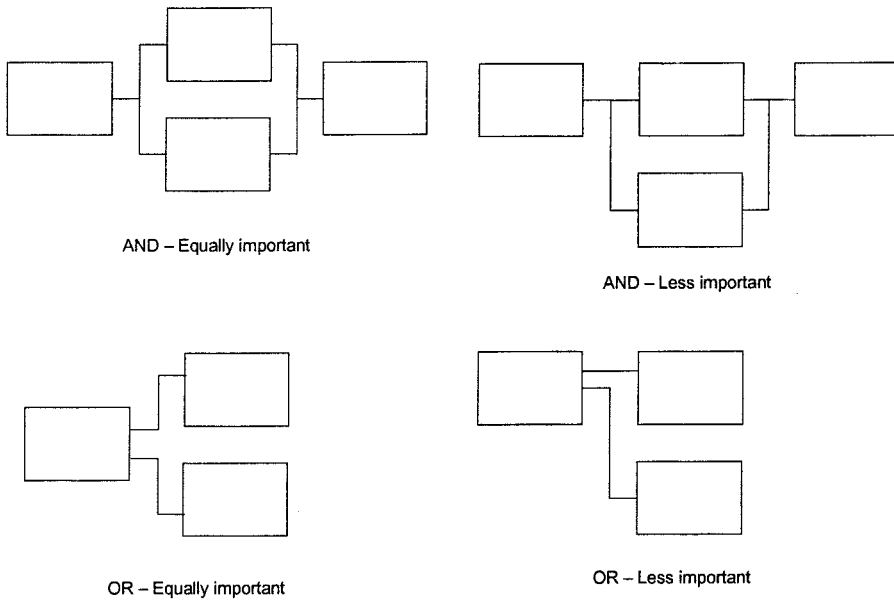 AND – Equally important
AND – Less important
OR – Equally important
OR – Less important